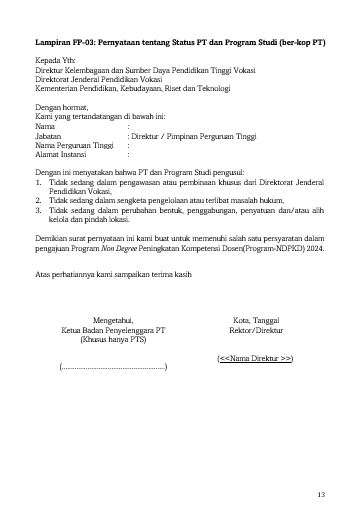 Lampiran FP-03: Pernyataan tentang Status PT dan Program Studi (ber-kop PT)
Kepada Yth:
Direktur Kelembagaan dan Sumber Daya Pendidikan Tinggi Vokasi
Direktorat Jenderal Pendidikan Vokasi
Kementerian Pendidikan, Kebudayaan, Riset dan Teknologi
Dengan hormat,
Kami yang tertandatangan di bawah ini:
Nama :
Jabatan : Direktur / Pimpinan Perguruan Tinggi
Nama Perguruan Tinggi :
Alamat Instansi :
Dengan ini menyatakan bahwa PT dan Program Studi pengusul:
1. Tidak sedang dalam pengawasan atau pembinaan khusus dari Direktorat Jenderal
Pendidikan Vokasi,
2. Tidak sedang dalam sengketa pengelolaan atau terlibat masalah hukum,
3. Tidak sedang dalam perubahan bentuk, penggabungan, penyatuan dan/atau alih
kelola dan pindah lokasi.
Demikian surat pernyataan ini kami buat untuk memenuhi salah satu persyaratan dalam
pengajuan Program Non Degree Peningkatan Kompetensi Dosen(Program-NDPKD) 2024.
Atas perhatiannya kami sampaikan terima kasih
Mengetahui,
Ketua Badan Penyelenggara PT
(Khusus hanya PTS)
(...............................................)
Kota, Tanggal
Rektor/Direktur
(<<Nama Direktur >>)
13